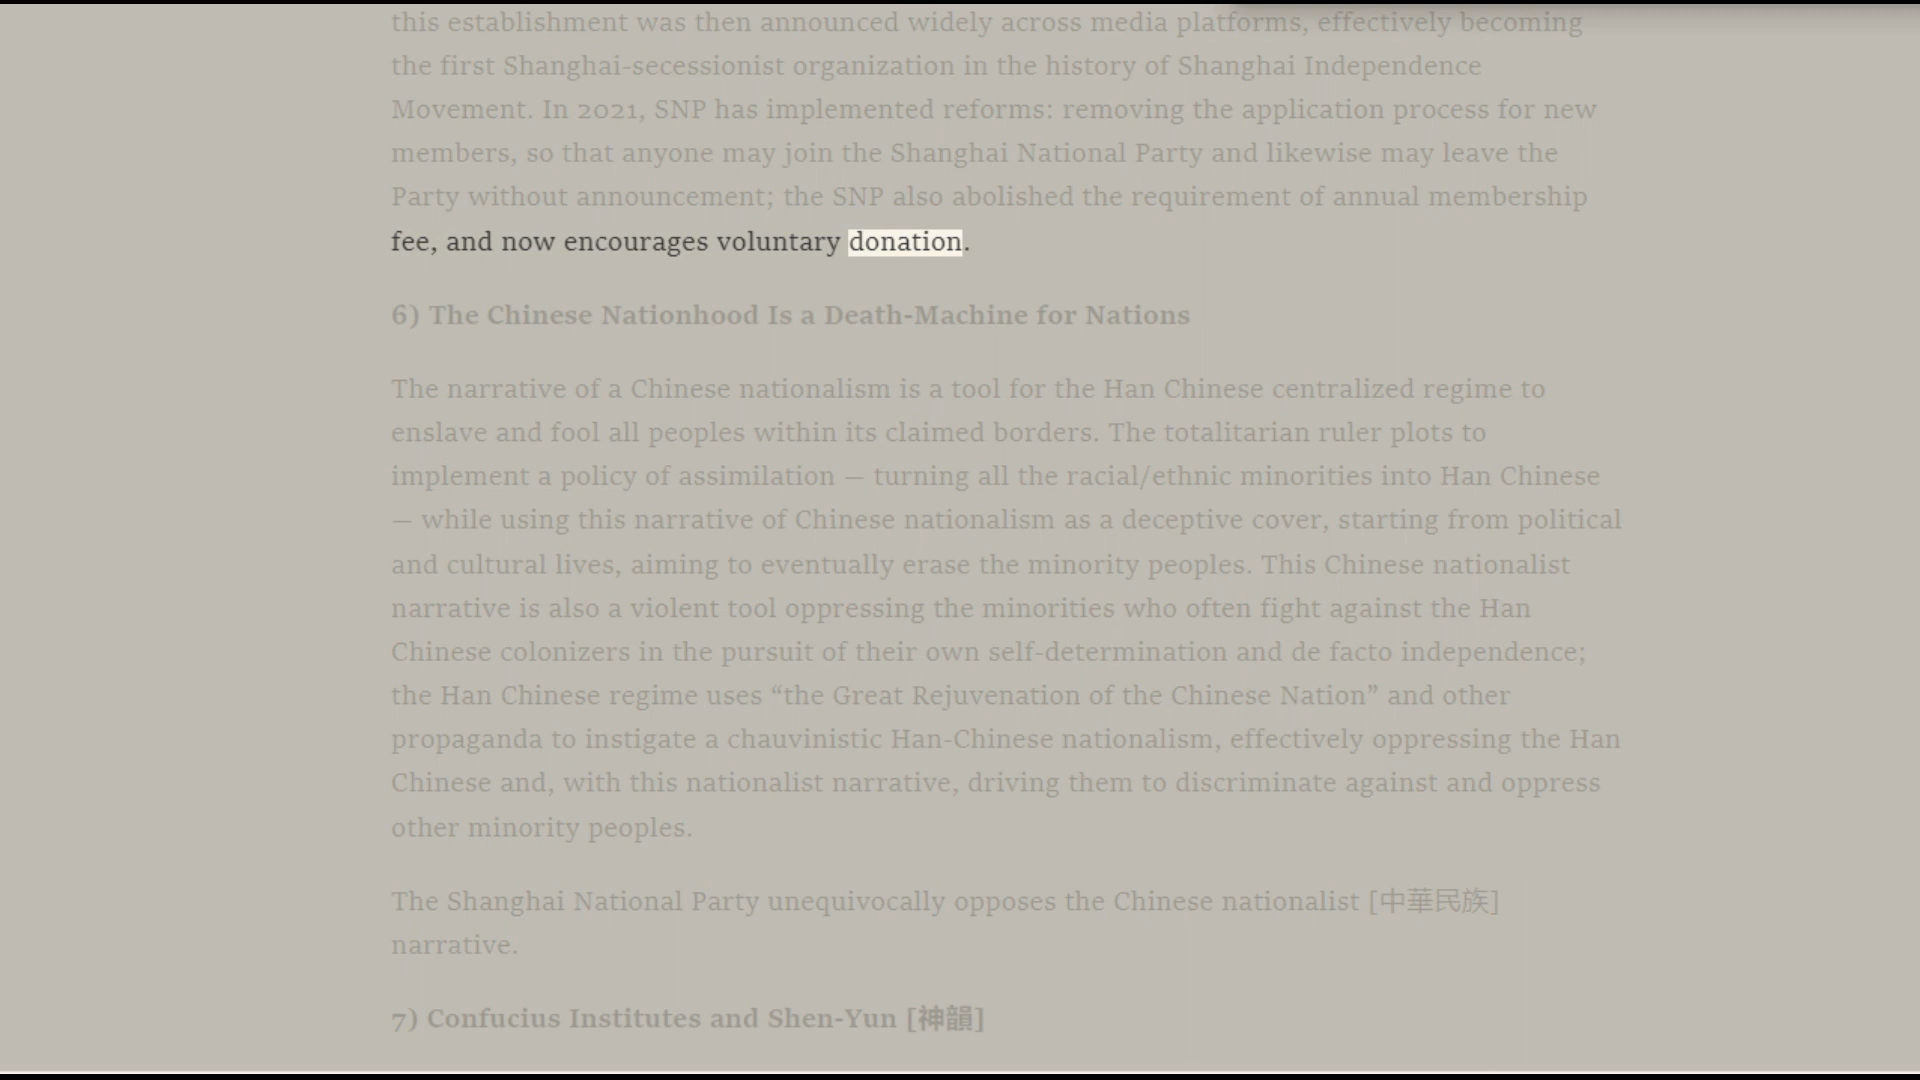 this establishment was then announced widely across media platforms, effectively becoming
the first Shanghai-secessionist organization in the history of Shanghai Independence
Movement. In 2021, SNP has implemented reforms: removing the application process for new
members, so that anyone may join the Shanghai National Party and likewise may leave the
Party without announcement; the SNP also abolished the requirement of annual membership
fee, and now encourages voluntary donation.
6) The Chinese Nationhood Is a Death-Machine for Nations
The narrative of a Chinese nationalism is a tool for the Han Chinese centralized regime to
enslave and fool all peoples within its claimed borders. The totalitarian ruler plots to
implement a policy of assimilation — turning all the racial/ethnic minorities into Han Chinese
— while using this narrative of Chinese nationalism as a deceptive cover, starting from political
and cultural lives, aiming to eventually erase the minority peoples. This Chinese nationalist
narrative is also a violent tool oppressing the minorities who often fight against the Han
Chinese colonizers in the pursuit of their own self-determination and de facto independence;
the Han Chinese regime uses “the Great Rejuvenation of the Chinese Nation” and other
propaganda to instigate a chauvinistic Han-Chinese nationalism, effectively oppressing the Han
Chinese and, with this nationalist narrative, driving them to discriminate against and oppress
other minority peoples.
The Shanghai National Party unequivocally opposes the Chinese nationalist [中華民族]
narrative.
7) Confucius Institutes and Shen-Yun [神韻]